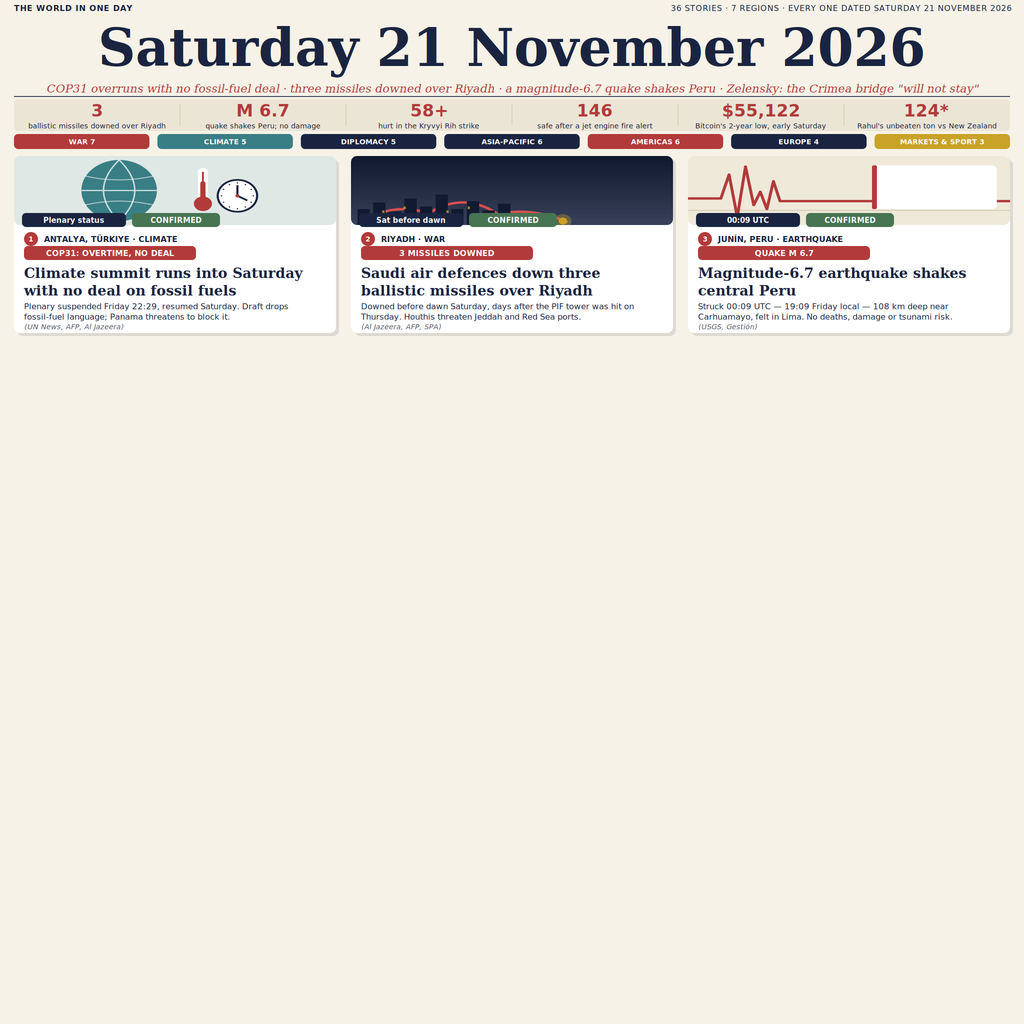 THE WORLD IN ONE DAY
36 STORIES · 7 REGIONS · EVERY ONE DATED SATURDAY 21 NOVEMBER 2026
Saturday 21 November 2026
COP31 overruns with no fossil-fuel deal · three missiles downed over Riyadh · a magnitude-6.7 quake shakes Peru · Zelensky: the Crimea bridge "will not stay"
3
ballistic missiles downed over Riyadh
M 6.7
quake shakes Peru; no damage
58+
hurt in the Kryvyi Rih strike
146
safe after a jet engine fire alert
$55,122
Bitcoin's 2-year low, early Saturday
124*
Rahul's unbeaten ton vs New Zealand
WAR 7
CLIMATE 5
DIPLOMACY 5
ASIA-PACIFIC 6
AMERICAS 6
EUROPE 4
MARKETS & SPORT 3
Plenary status
CONFIRMED
1 ANTALYA, TÜRKIYE · CLIMATE
COP31: OVERTIME, NO DEAL
Climate summit runs into Saturday
with no deal on fossil fuels
Plenary suspended Friday 22:29, resumed Saturday. Draft drops
fossil-fuel language; Panama threatens to block it.
(UN News, AFP, Al Jazeera)
Sat before dawn
CONFIRMED
2 RIYADH · WAR
3 MISSILES DOWNED
Saudi air defences down three
ballistic missiles over Riyadh
Downed before dawn Saturday, days after the PIF tower was hit on
Thursday. Houthis threaten Jeddah and Red Sea ports.
(Al Jazeera, AFP, SPA)
00:09 UTC
CONFIRMED
3 JUNÍN, PERU · EARTHQUAKE
QUAKE M 6.7
Magnitude-6.7 earthquake shakes
central Peru
Struck 00:09 UTC — 19:09 Friday local — 108 km deep near
Carhuamayo, felt in Lima. No deaths, damage or tsunami risk.
(USGS, Gestión)